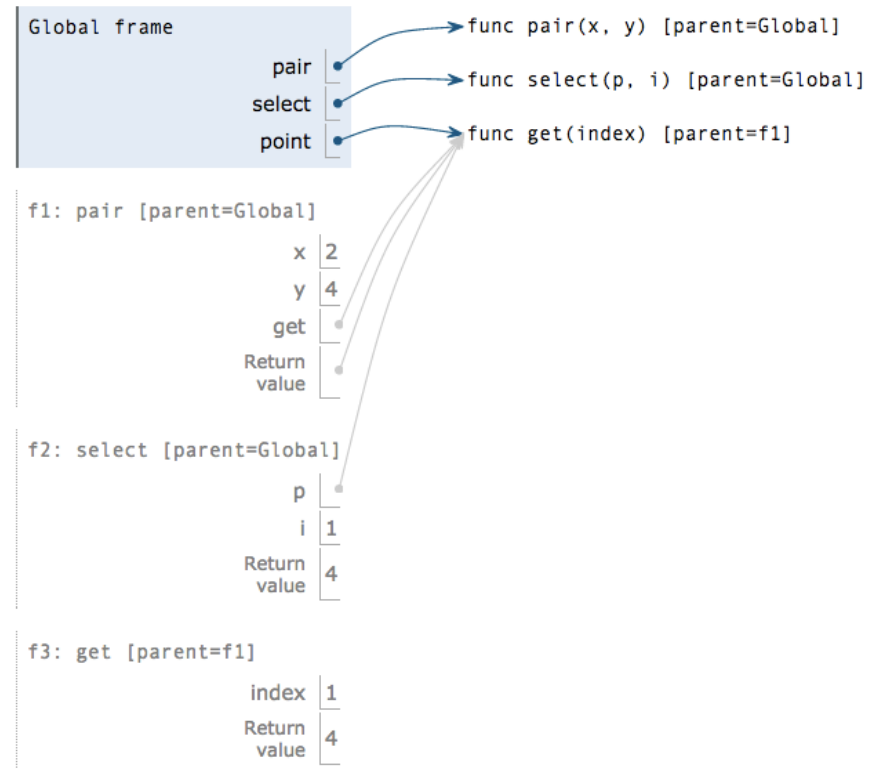 Global frame
func pair(x, y) [parent=Global]
pair
func select(p, i) [parent=Global]
select
func get(index) [parent=f1]
point
f1: pair [parent=Global]
x 2
y 4
get
Return
value
f2: select [parent=Global]
p
i 1
Return
value 4
f3: get [parent=f1]
index 1
Return
value 4